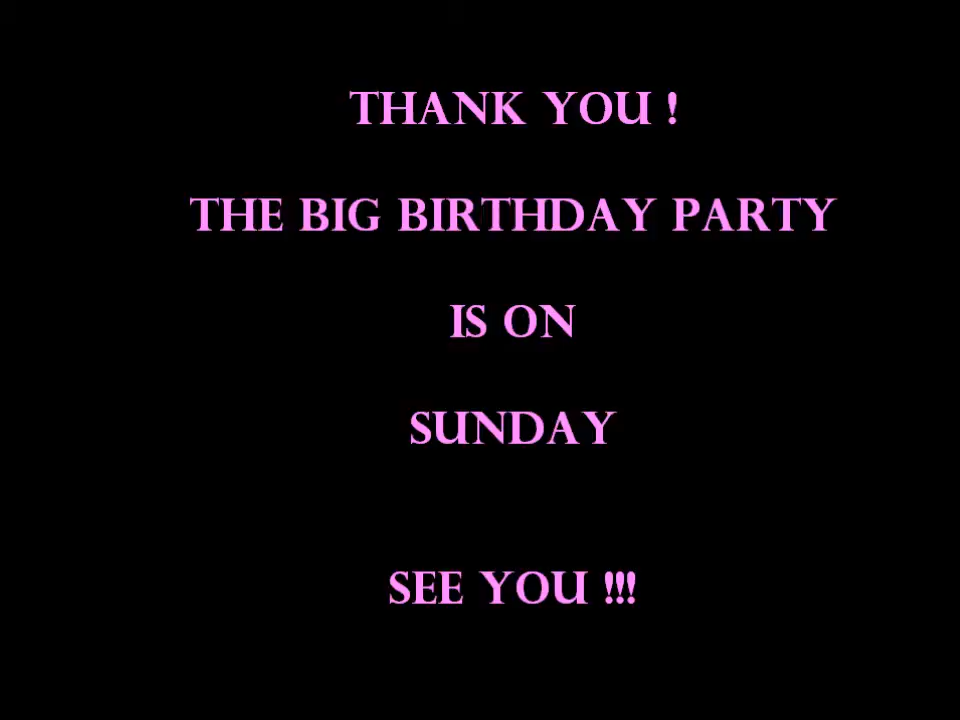 THANK YOU !
THE BIG BIRTHDAY PARTY
IS ON
SUNDAY
SEE YOU !!!